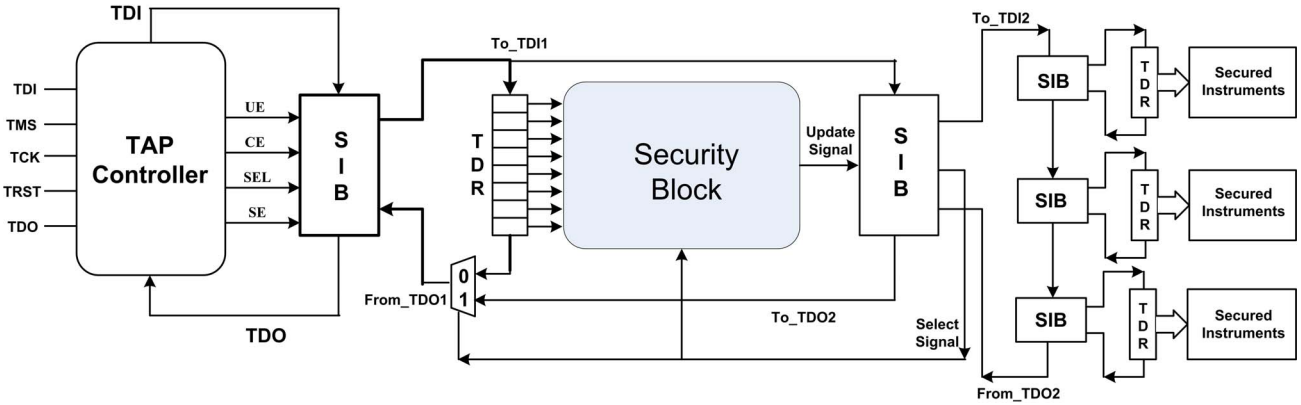 TDI
TDI
TMS
TCK
TRST
TDO
TAP
Controller
UE
CE
SEL
SE
S
I
B
TDO
To_TDI1
T
D
R
0
1
From_TDO1
Security
Block
Update
Signal
S
I
B
To_TDO2
Select
Signal
To_TDI2
From_TDO2
SIB
T
D
R
Secured
Instruments
SIB
T
D
R
Secured
Instruments
SIB
T
D
R
Secured
Instruments